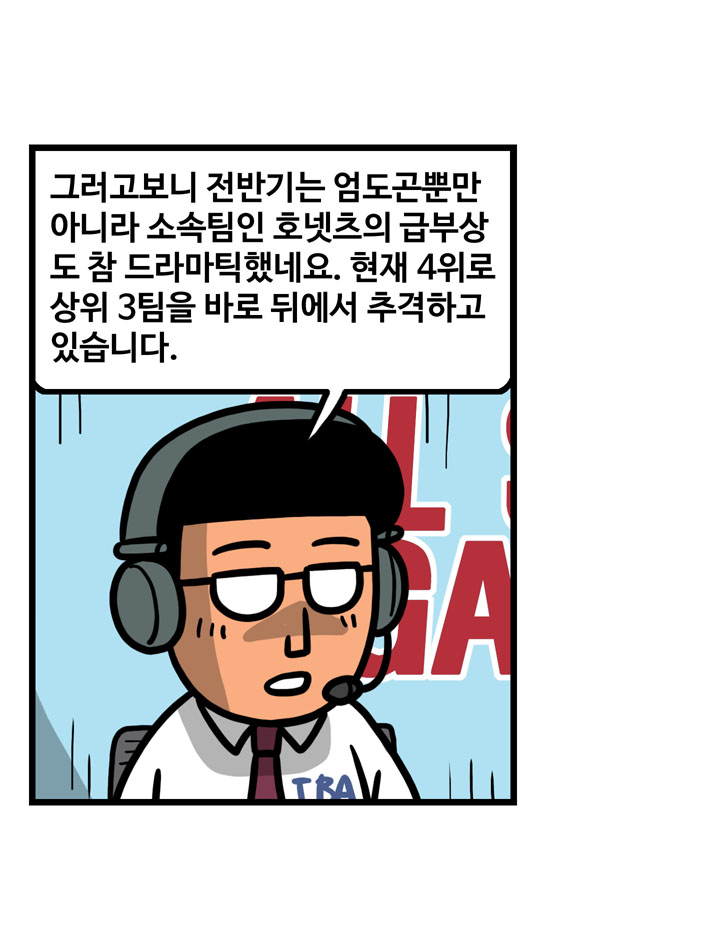 그러고보니 전반기는 엄도곤뿐만
아니라 소속팀인 호넷츠의 급부상
도 참 드라마틱했네요. 현재 4위로
상위 3팀을 바로 뒤에서 추격하고
있습니다.
GA